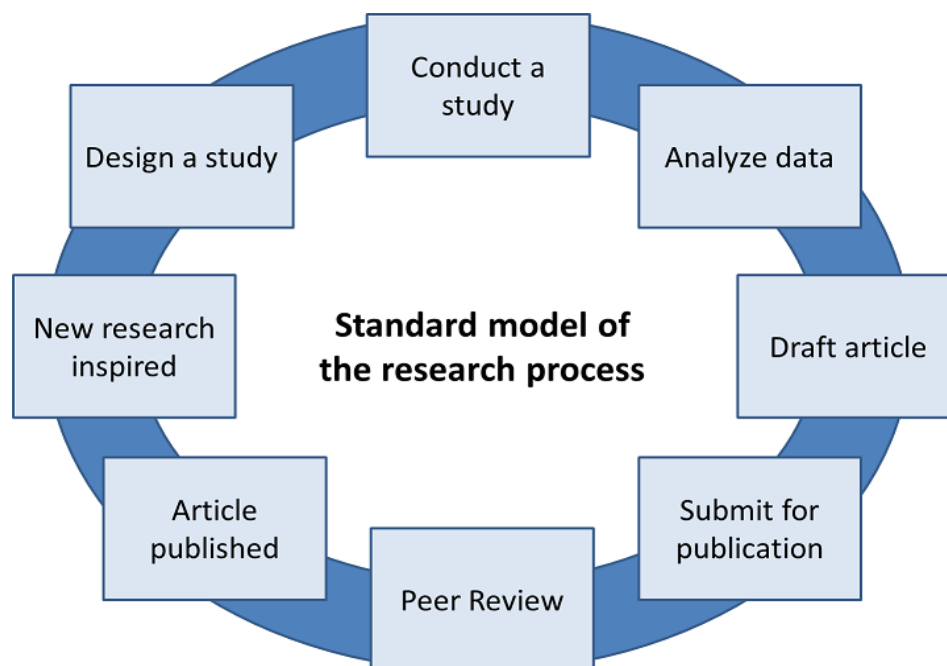 Conduct a
study
Analyze data
Draft article
Submit for
publication
Peer Review
Article
published
New research
inspired
Design a study
Standard model of
the research process